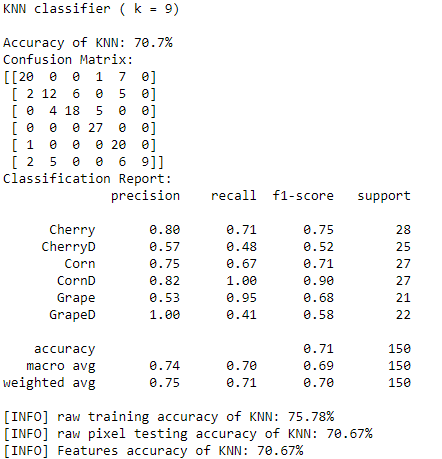 KNN classifier ( k = 9)
Accuracy of KNN: 70.7%
Confusion Matrix:
[[20  0  0  1  7  0]
 [ 2 12  6  0  5  0]
 [ 0  4 18  5  0  0]
 [ 0  0  0 27  0  0]
 [ 1  0  0  0 20  0]
 [ 2  5  0  0  6  9]]
Classification Report:
              precision    recall  f1-score   support
      Cherry       0.80      0.71      0.75        28
     CherryD       0.57      0.48      0.52        25
        Corn       0.75      0.67      0.71        27
       CornD       0.82      1.00      0.90        27
       Grape       0.53      0.95      0.68        21
      GrapeD       1.00      0.41      0.58        22
    accuracy                           0.71       150
   macro avg       0.74      0.70      0.69       150
weighted avg       0.75      0.71      0.70       150
[INFO] raw training accuracy of KNN: 75.78%
[INFO] raw pixel testing accuracy of KNN: 70.67%
[INFO] Features accuracy of KNN: 70.67%